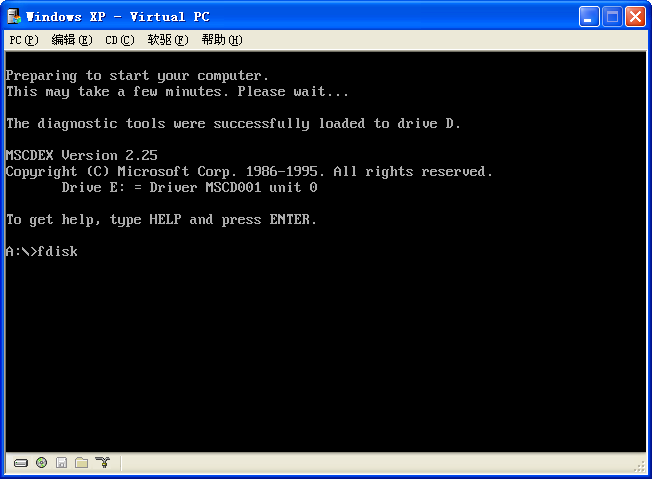 Windows XP - Virtual PC
PC(P) 编辑(E) CD(C) 软驱(F) 帮助(H)
Preparing to start your computer.
This may take a few minutes. Please wait...
The diagnostic tools were successfully loaded to drive D.
MSCDEX Version 2.25
Copyright (C) Microsoft Corp. 1986-1995. All rights reserved.
Drive E: = Driver MSCD001 unit 0
To get help, type HELP and press ENTER.
A:\>fdisk